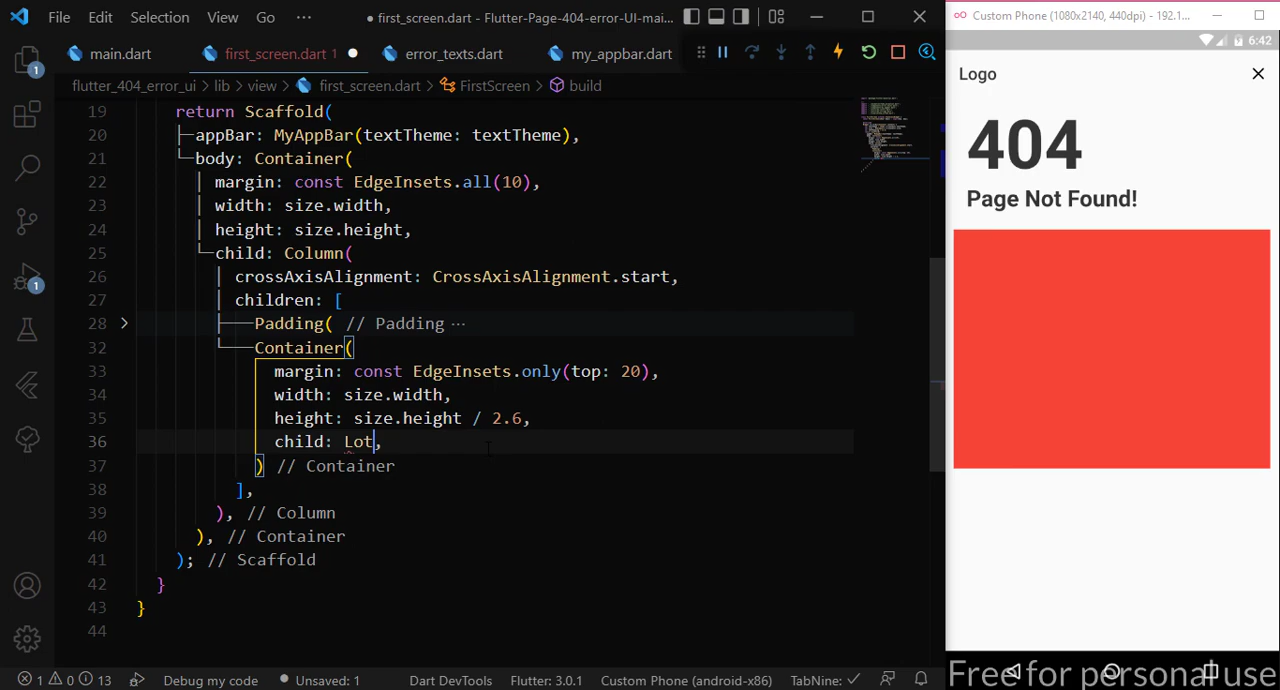 File Edit Selection View Go ··· ● first_screen.dart - Flutter-Page-404-error-UI-mai...
main.dart first_screen.dart 1 ● error_texts.dart my_appbar.dart
flutter_404_error_ui > lib > view > first_screen.dart > FirstScreen > build
19 return Scaffold(
20 appBar: MyAppBar(textTheme: textTheme),
21 body: Container(
22 margin: const EdgeInsets.all(10),
23 width: size.width,
24 height: size.height,
25 child: Column(
26 crossAxisAlignment: CrossAxisAlignment.start,
27 children: [
28 Padding( // Padding ···
32 Container(
33 margin: const EdgeInsets.only(top: 20),
34 width: size.width,
35 height: size.height / 2.6,
36 child: Lot,
37 ) // Container
38 ],
39 ), // Column
40 ), // Container
41 ); // Scaffold
42 }
43 }
44
1
1
1 0 13 Debug my code Unsaved: 1 Dart DevTools Flutter: 3.0.1 Custom Phone (android-x86) TabNine: ✓
Custom Phone (1080x2140, 440dpi) - 192.1...
6:42
Logo
404
Page Not Found!
Free for personal use